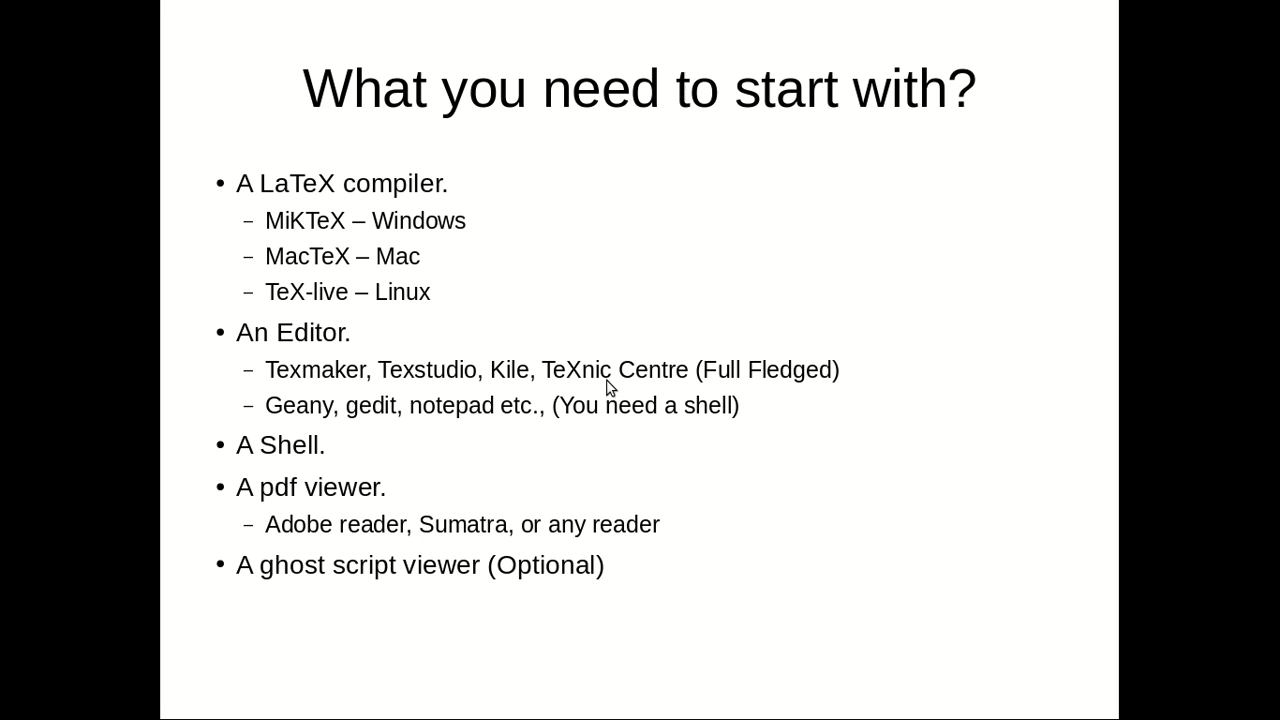 What you need to start with?
• A LaTeX compiler.
– MiKTeX – Windows
– MacTeX – Mac
– TeX-live – Linux
• An Editor.
– Texmaker, Texstudio, Kile, TeXnic Centre (Full Fledged)
– Geany, gedit, notepad etc., (You need a shell)
• A Shell.
• A pdf viewer.
– Adobe reader, Sumatra, or any reader
• A ghost script viewer (Optional)